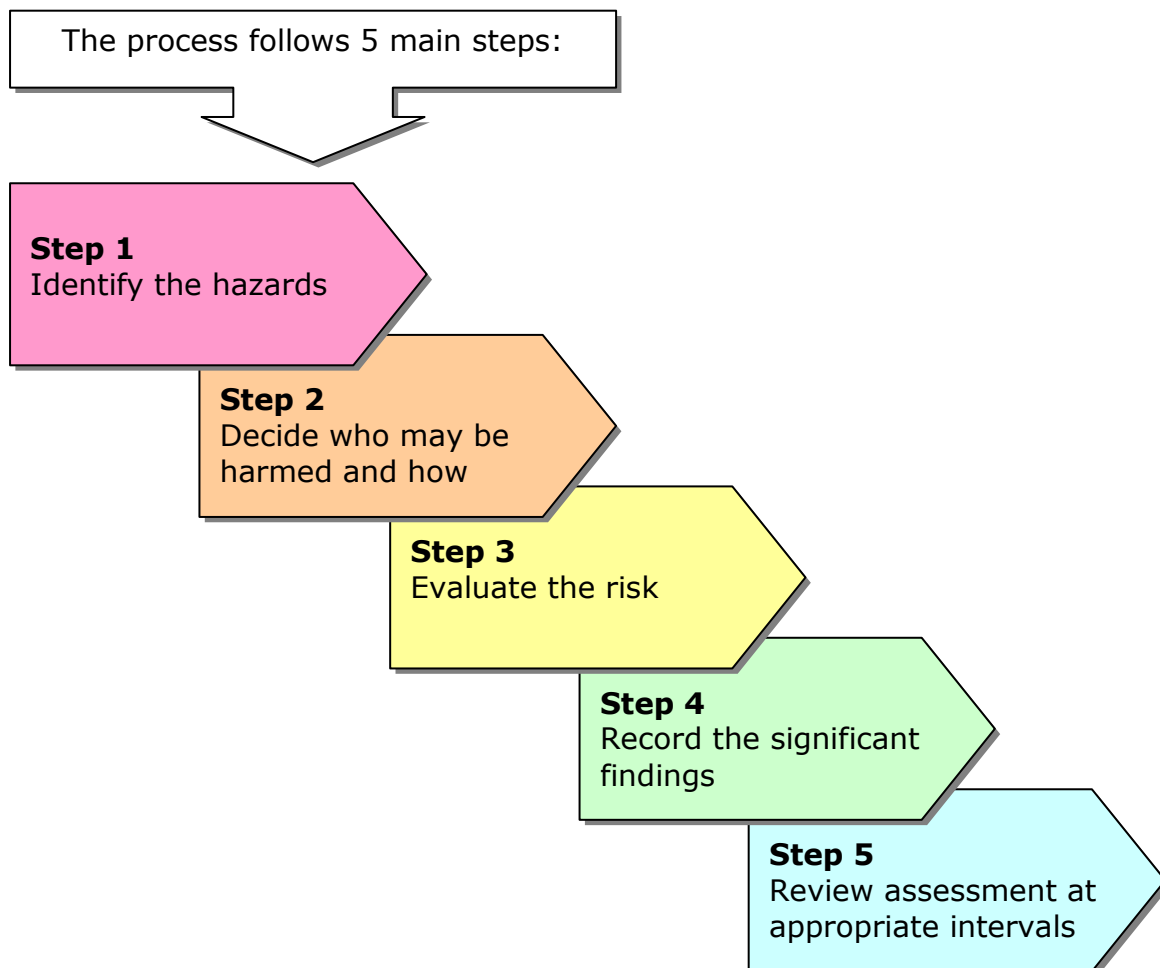 The process follows 5 main steps:
Step 1
Identify the hazards
Step 2
Decide who may be
harmed and how
Step 3
Evaluate the risk
Step 4
Record the significant
findings
Step 5
Review assessment at
appropriate intervals